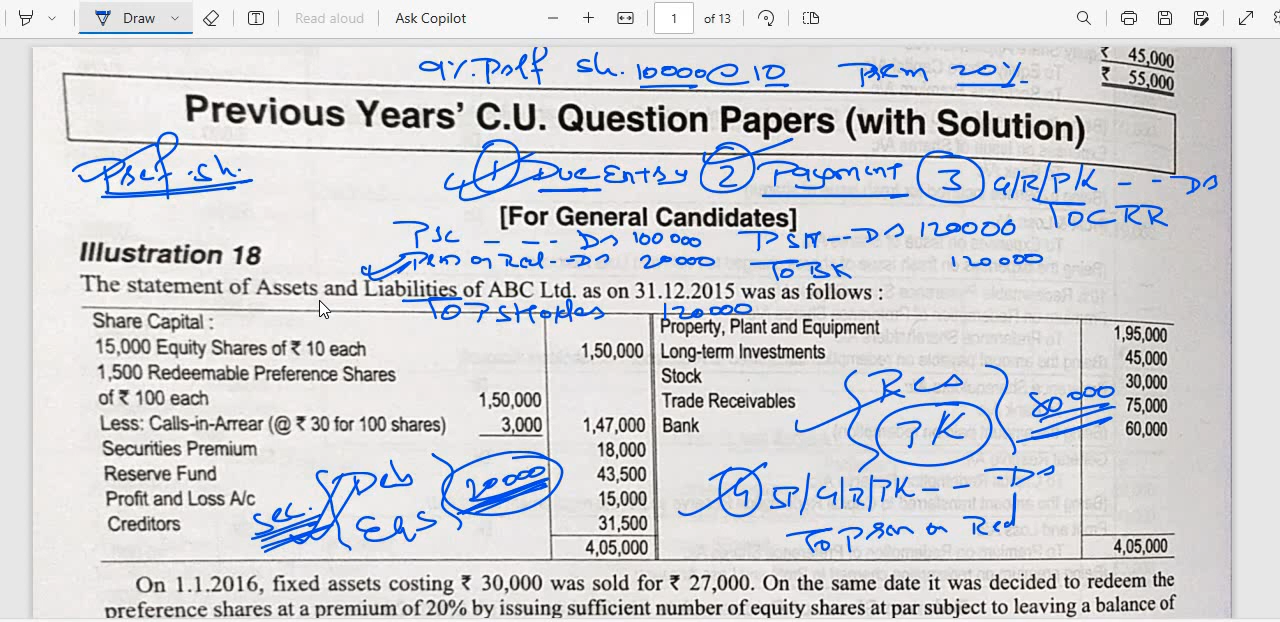 Draw
Read aloud
Ask Copilot
1 of 13
9%. Pref sh. 10000@10 Prem 20%
₹ 45,000
₹ 55,000
Previous Years' C.U. Question Papers (with Solution)
Pref. sh.
1 Due Entry 2 Payment 3 G/R/PK - - Dr
To CRR
[For General Candidates]
PSC - - - Dr 100000 PSH -- Dr 120000
Illustration 18
Prem on Red - Dr 20000 To BK 120000
The statement of Assets and Liabilities of ABC Ltd. as on 31.12.2015 was as follows :
To PSHolders 120000
Share Capital : Property, Plant and Equipment 1,95,000
15,000 Equity Shares of ₹ 10 each 1,50,000 Long-term Investments 45,000
1,500 Redeemable Preference Shares Stock 30,000
of ₹ 100 each 1,50,000 Trade Receivables 75,000
Less: Calls-in-Arrear (@ ₹ 30 for 100 shares) 3,000 1,47,000 Bank 60,000
Securities Premium 18,000
Reserve Fund 43,500
Profit and Loss A/c 15,000
Creditors 31,500
4,05,000 4,05,000
80000
PK
Sec. Deb
EQS
20000
4 SP/G/R/PK - - Dr
To Prem on Red
On 1.1.2016, fixed assets costing ₹ 30,000 was sold for ₹ 27,000. On the same date it was decided to redeem the
preference shares at a premium of 20% by issuing sufficient number of equity shares at par subject to leaving a balance of